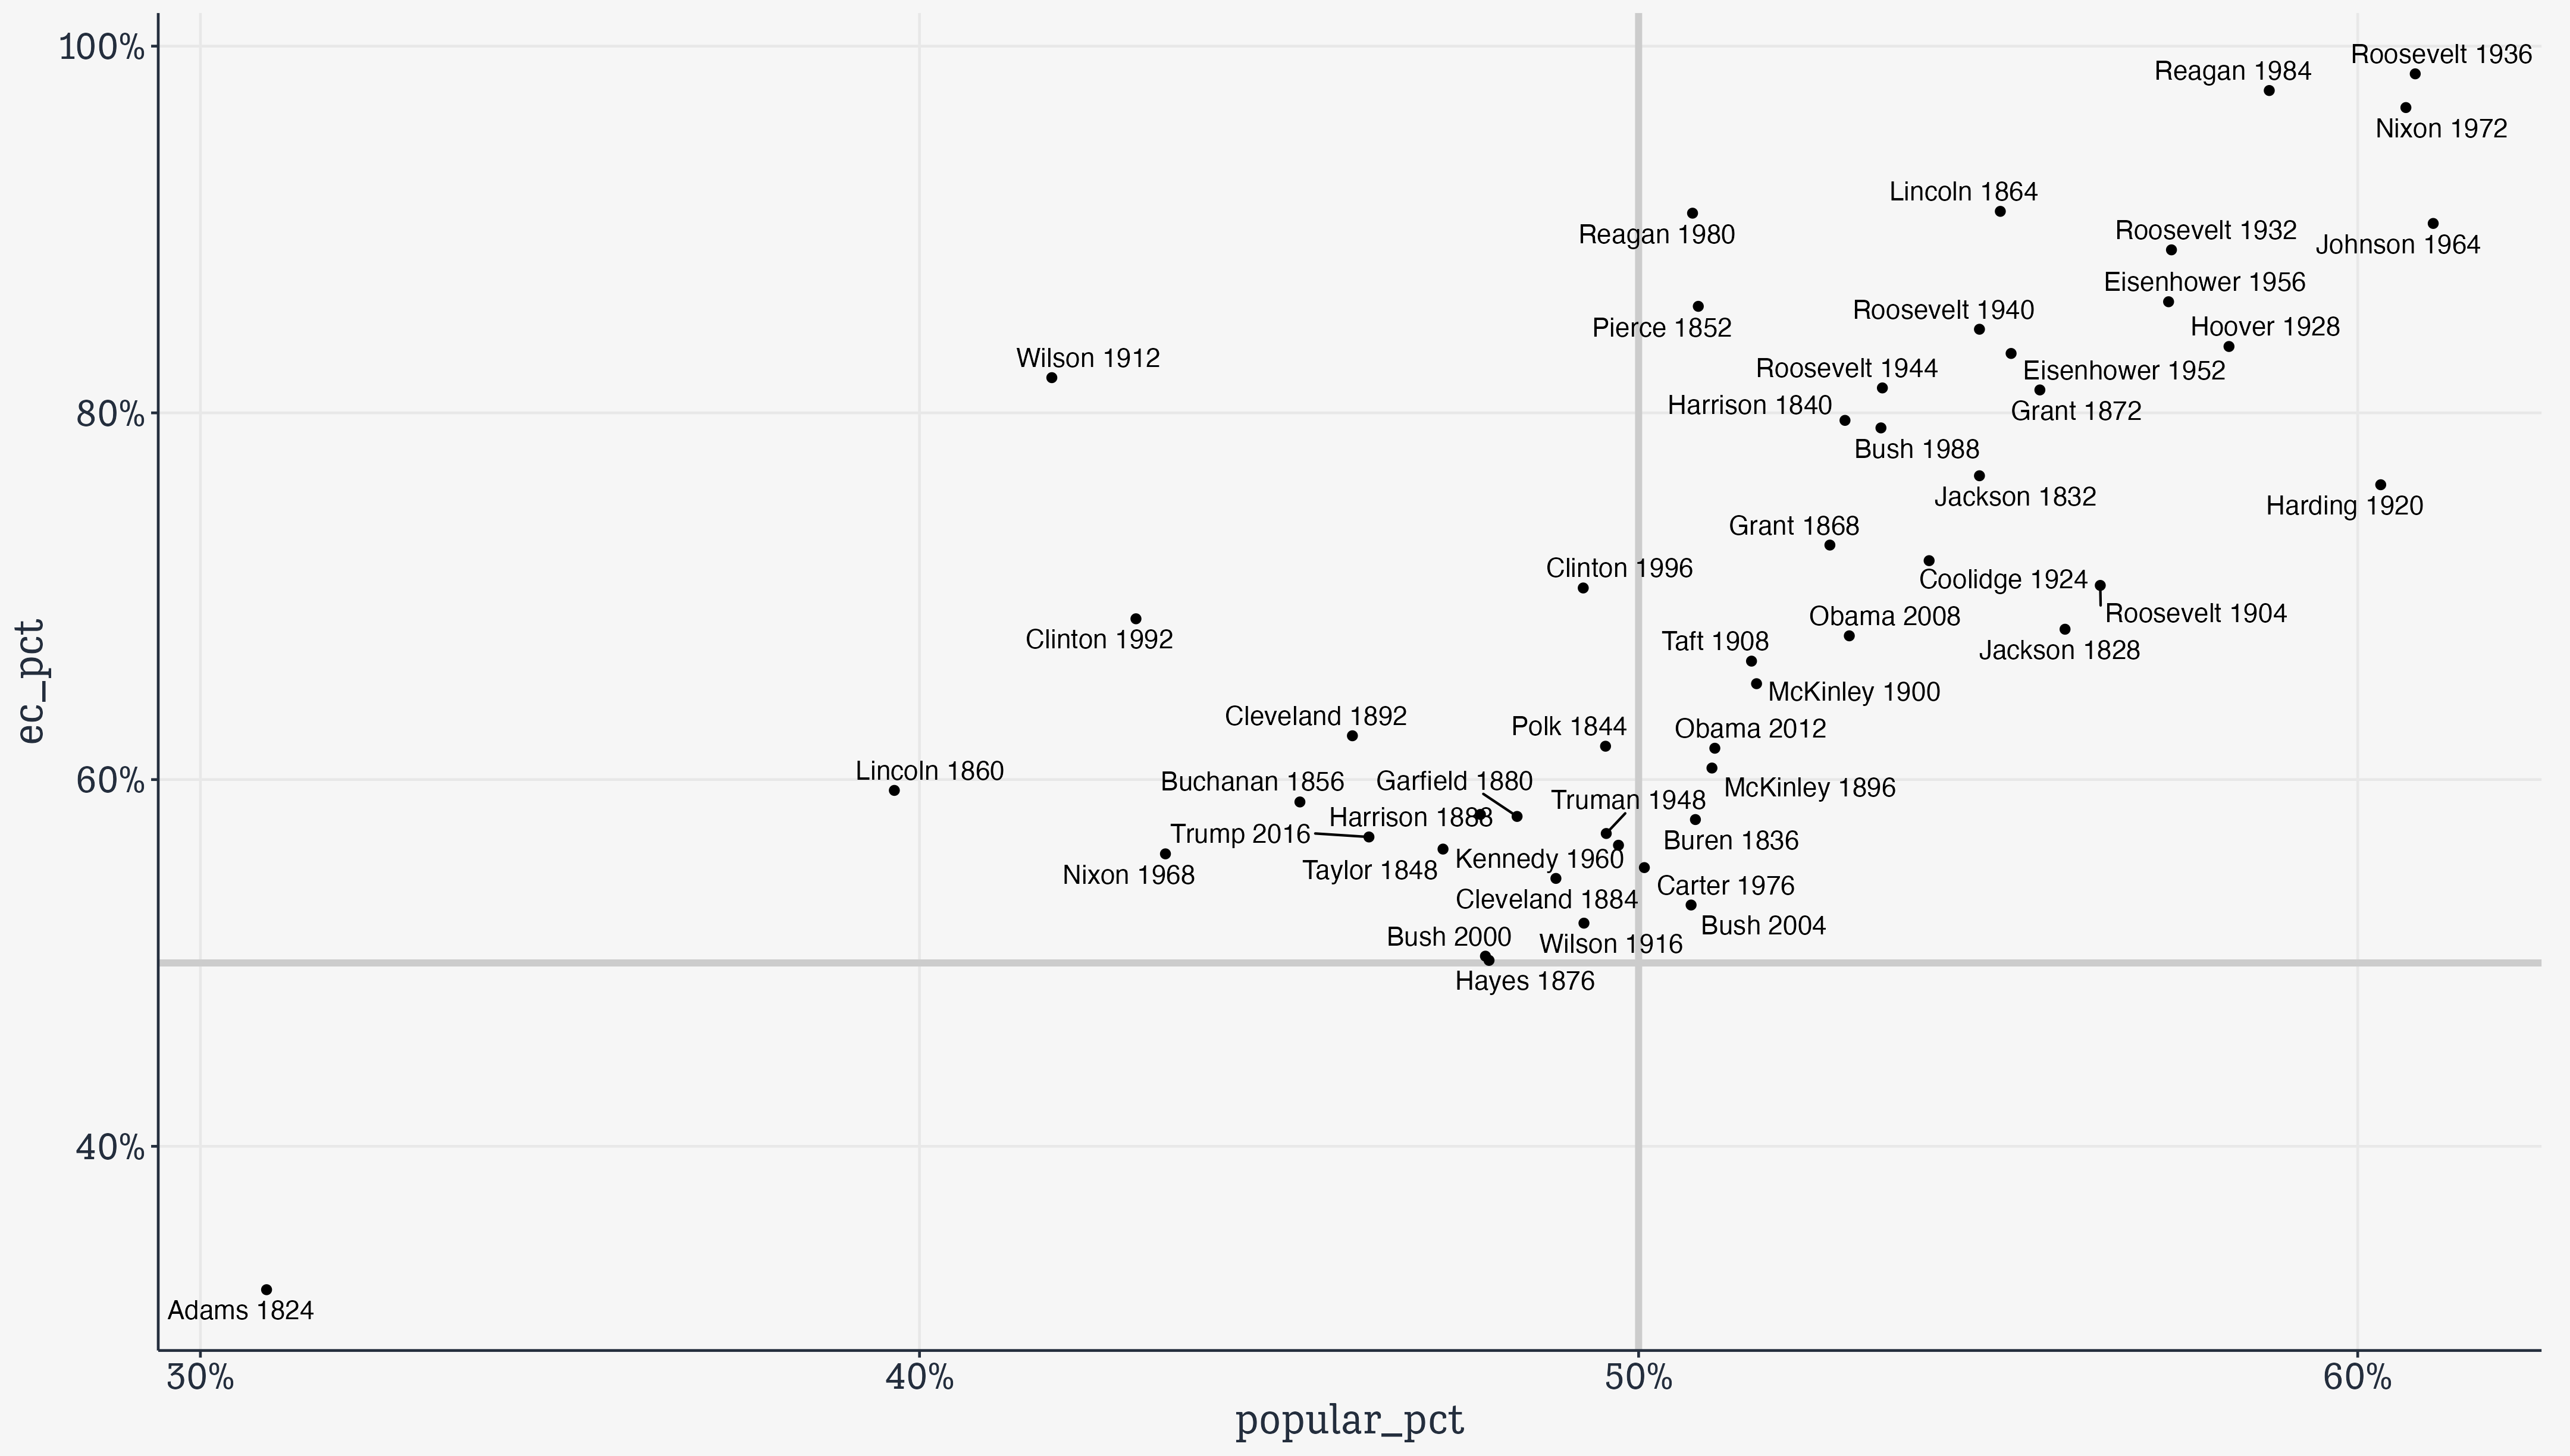 100%
Roosevelt 1936
Reagan 1984
Nixon 1972
Lincoln 1864
Reagan 1980
Roosevelt 1932
Johnson 1964
Eisenhower 1956
Roosevelt 1940
Pierce 1852
Hoover 1928
Wilson 1912
Roosevelt 1944
Eisenhower 1952
Harrison 1840
Grant 1872
80%
Bush 1988
Jackson 1832
Harding 1920
Grant 1868
Clinton 1996
Coolidge 1924
Roosevelt 1904
Obama 2008
Clinton 1992
Taft 1908
Jackson 1828
ec_pct
McKinley 1900
Cleveland 1892
Polk 1844
Obama 2012
Lincoln 1860
60%
Buchanan 1856
Garfield 1880
McKinley 1896
Truman 1948
Harrison 1888
Trump 2016
Buren 1836
Kennedy 1960
Taylor 1848
Nixon 1968
Carter 1976
Cleveland 1884
Bush 2004
Bush 2000
Wilson 1916
Hayes 1876
40%
Adams 1824
30%
40%
50%
60%
popular_pct